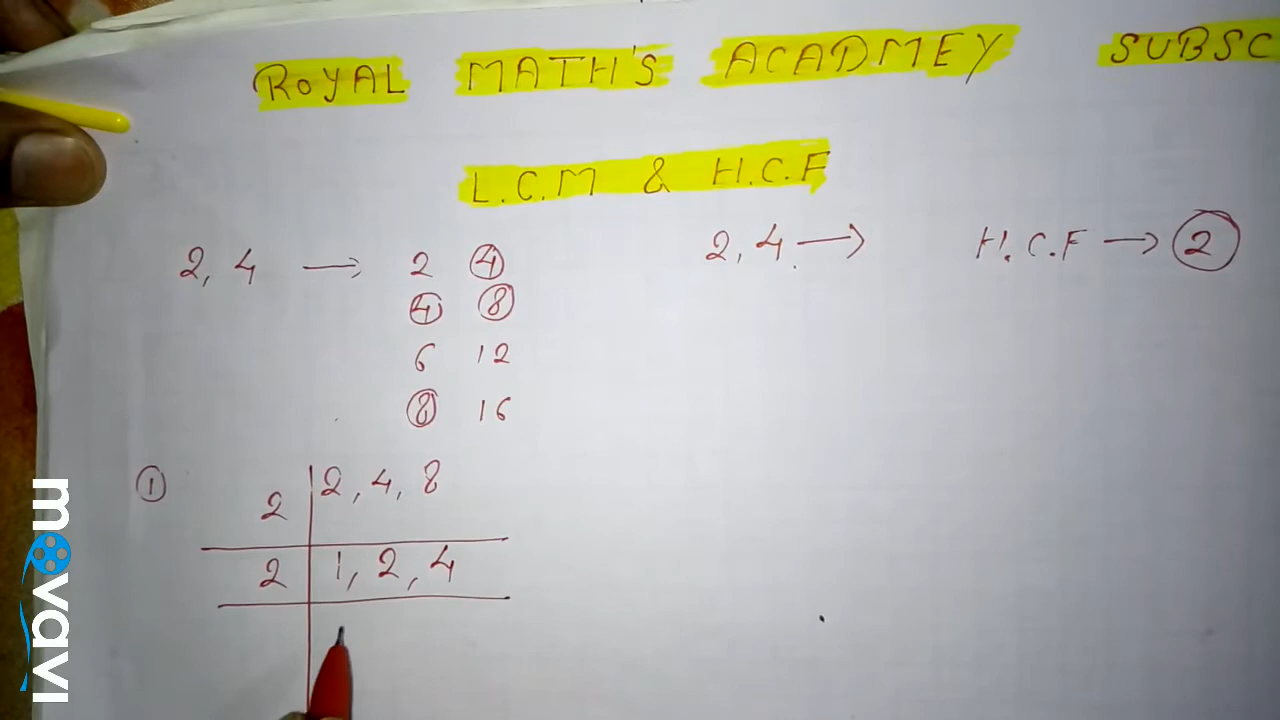 ROYAL MATH'S ACADMEY SUBSC
L.C.M & H.C.F
2, 4 → 2 4
4 8
6 12
8 16
2, 4 → H.C.F → 2
1
2 2, 4, 8
2 1, 2, 4
movavi